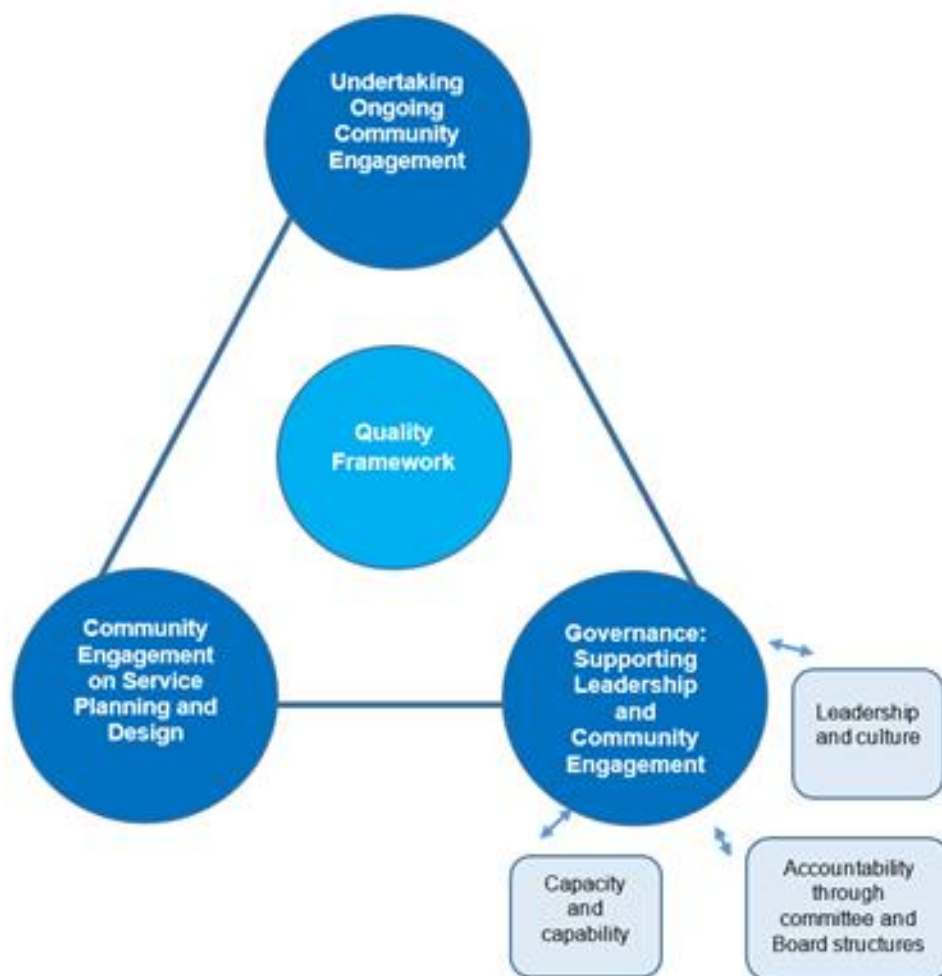 Undertaking
Ongoing
Community
Engagement
Quality
Framework
Community
Engagement
on Service
Planning and
Design
Governance:
Supporting
Leadership
and
Community
Engagement
Leadership
and culture
Capacity
and
capability
Accountability
through
committee and
Board structures